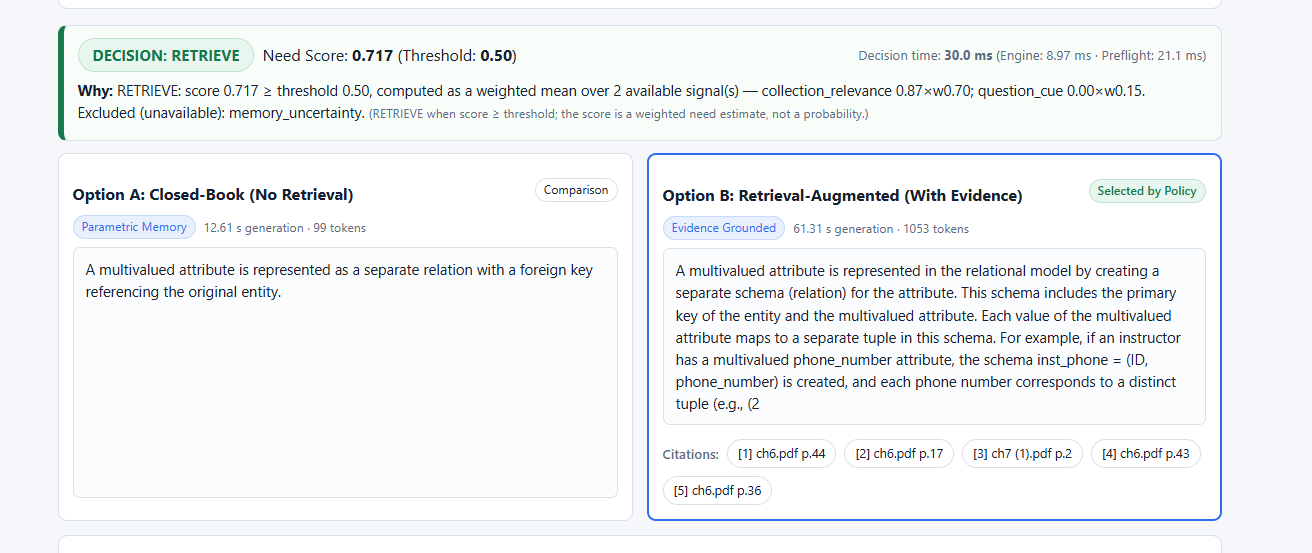 DECISION: RETRIEVE Need Score: 0.717 (Threshold: 0.50) Decision time: 30.0 ms (Engine: 8.97 ms · Preflight: 21.1 ms)
Why: RETRIEVE: score 0.717 ≥ threshold 0.50, computed as a weighted mean over 2 available signal(s) — collection_relevance 0.87×w0.70; question_cue 0.00×w0.15.
Excluded (unavailable): memory_uncertainty. (RETRIEVE when score ≥ threshold; the score is a weighted need estimate, not a probability.)
Option A: Closed-Book (No Retrieval) Comparison
Parametric Memory 12.61 s generation · 99 tokens
A multivalued attribute is represented as a separate relation with a foreign key
referencing the original entity.
Option B: Retrieval-Augmented (With Evidence) Selected by Policy
Evidence Grounded 61.31 s generation · 1053 tokens
A multivalued attribute is represented in the relational model by creating a
separate schema (relation) for the attribute. This schema includes the primary
key of the entity and the multivalued attribute. Each value of the multivalued
attribute maps to a separate tuple in this schema. For example, if an instructor
has a multivalued phone_number attribute, the schema inst_phone = (ID,
phone_number) is created, and each phone number corresponds to a distinct
tuple (e.g., (2
Citations: [1] ch6.pdf p.44 [2] ch6.pdf p.17 [3] ch7 (1).pdf p.2 [4] ch6.pdf p.43
[5] ch6.pdf p.36